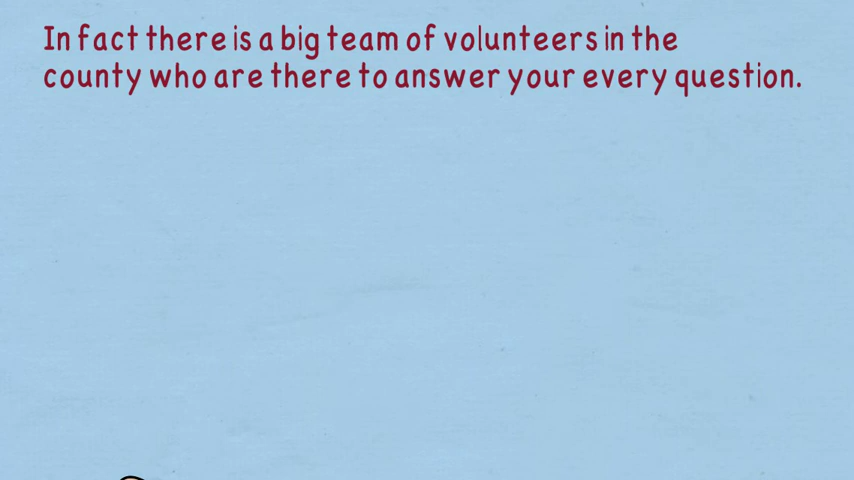 In fact there is a big team of volunteers in the
county who are there to answer your every question.